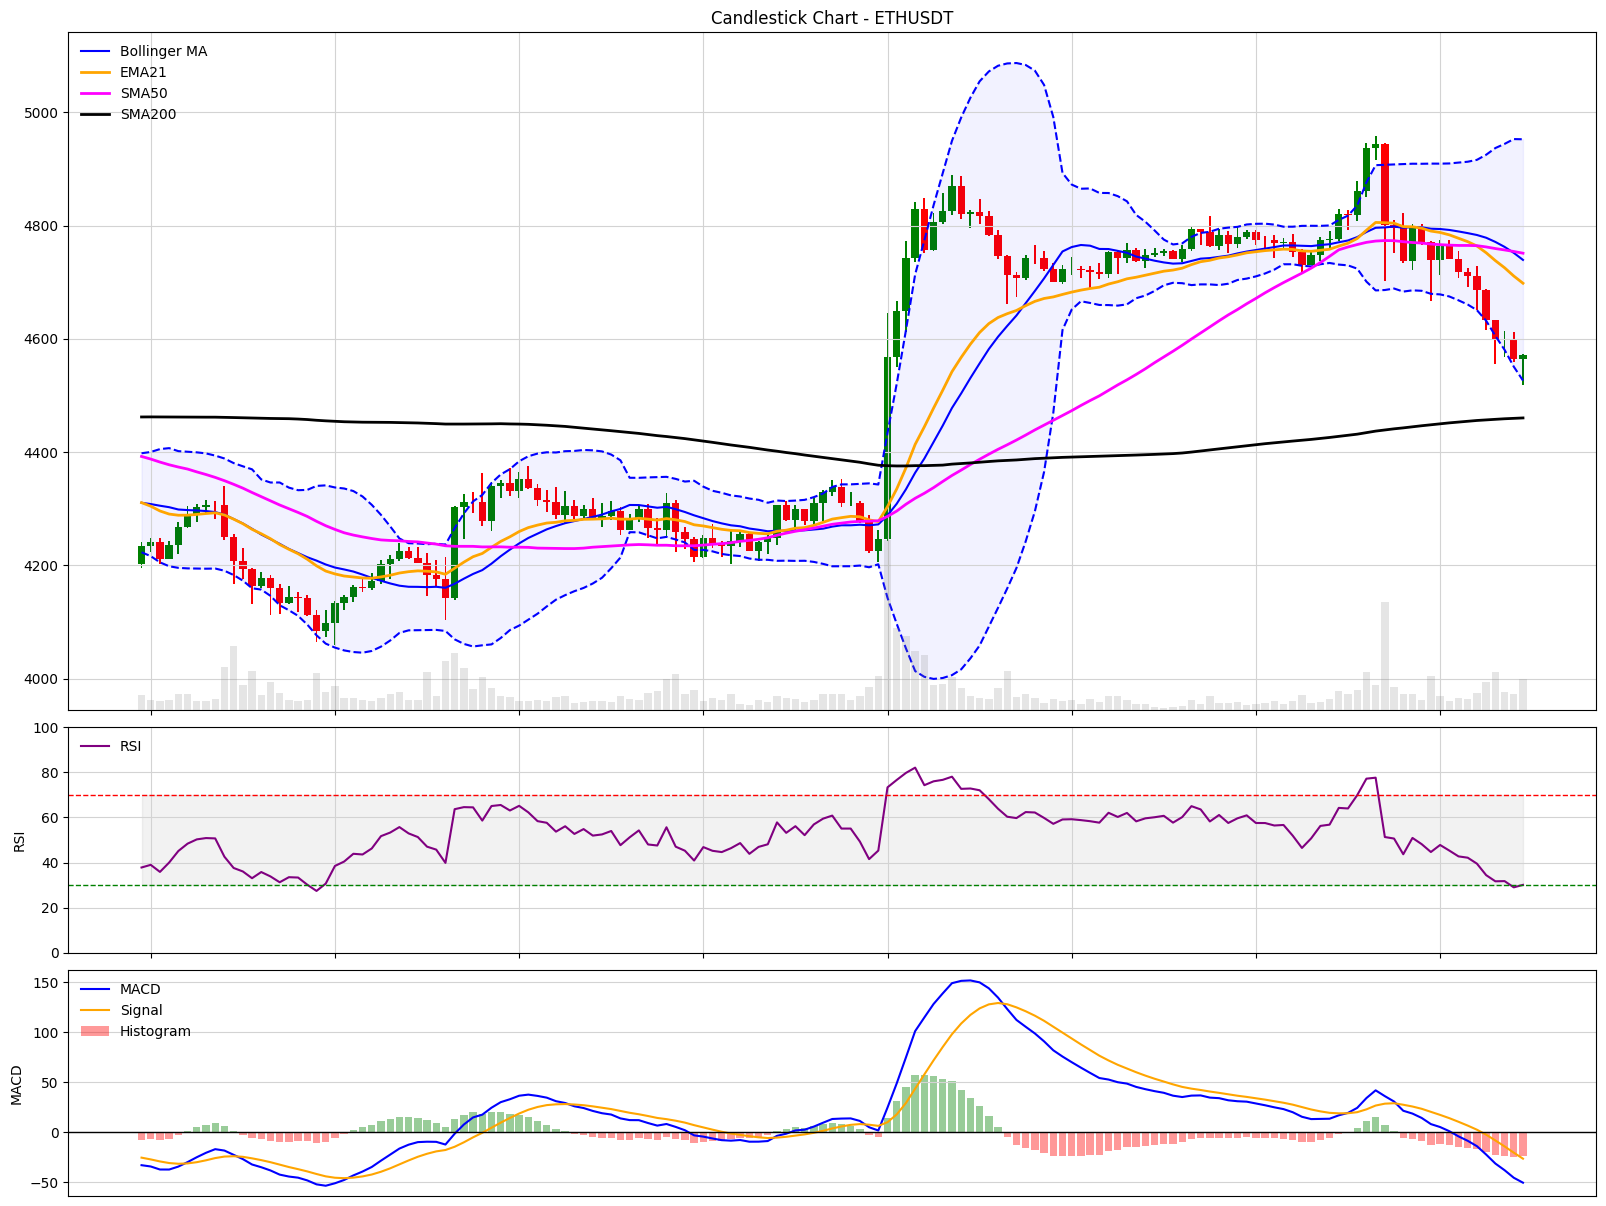 Candlestick Chart - ETHUSDT
Bollinger MA
EMA21
SMA50
SMA200
5000
4800
4600
4400
4200
4000
RSI
100
80
60
40
20
0
RSI
MACD
Signal
Histogram
150
100
50
0
−50
MACD